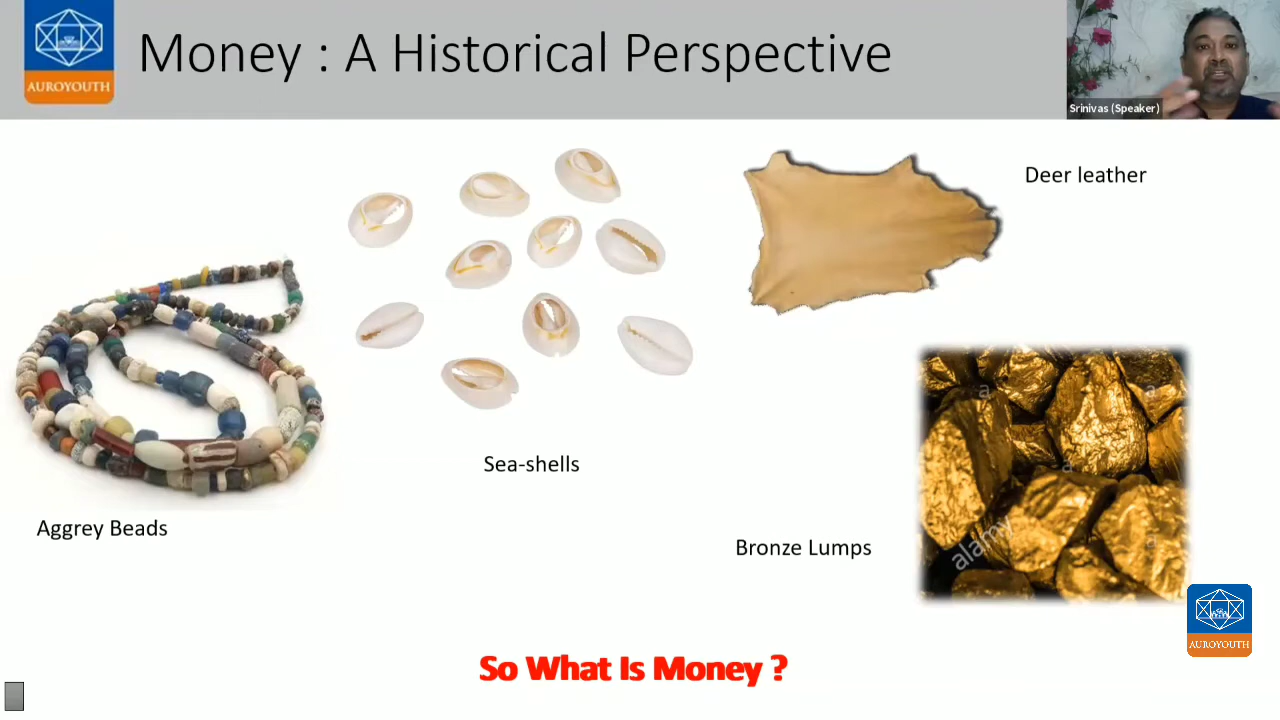 AUROYOUTH
Money : A Historical Perspective
Srinivas (Speaker)
Deer leather
Sea-shells
Aggrey Beads
Bronze Lumps
a
a
a
a
alamy
AUROYOUTH
So What Is Money ?